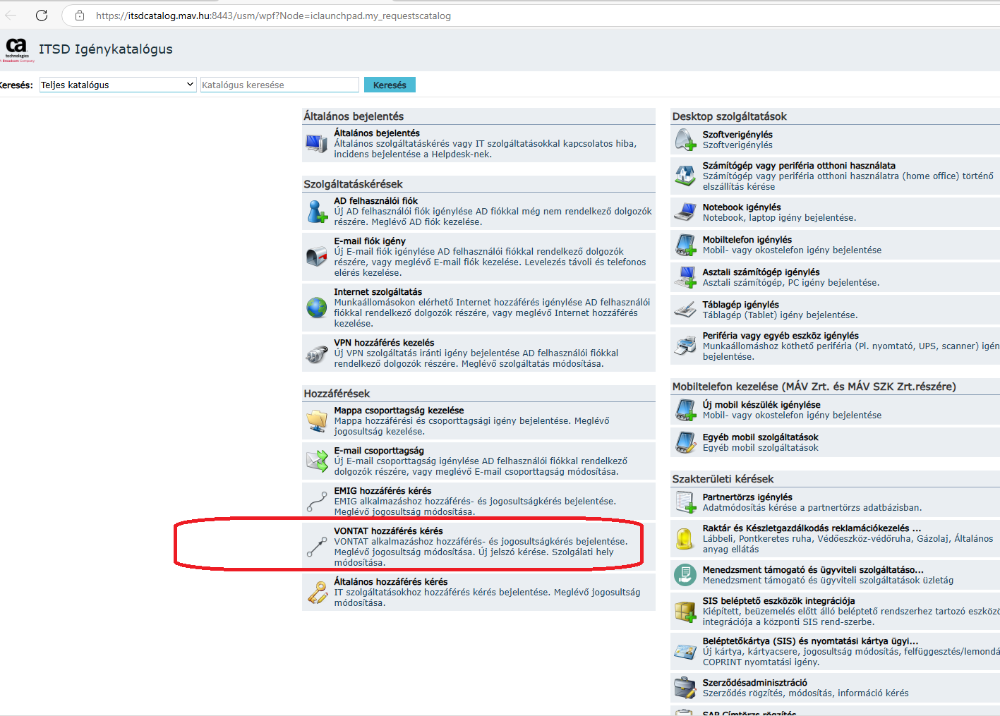 https://itsdcatalog.mav.hu:8443/usm/wpf?Node=iclaunchpad.my_requestscatalog
ca
technologies
A Broadcom Company
ITSD Igénykatalógus
Keresés:
Teljes katalógus
Katalógus keresése
Keresés
Általános bejelentés
Általános bejelentés
Általános szolgáltatáskérés vagy IT szolgáltatásokkal kapcsolatos hiba,
incidens bejelentése a Helpdesk-nek.
Szolgáltatáskérések
AD felhasználói fiók
Új AD felhasználói fiók igénylése AD fiókkal még nem rendelkező dolgozók
részére. Meglévő AD fiók kezelése.
E-mail fiók igény
Új E-mail fiók igénylése AD felhasználói fiókkal rendelkező dolgozók
részére, vagy meglévő E-mail fiók kezelése. Levelezés távoli és telefonos
elérés kezelése.
Internet szolgáltatás
Munkaállomásokon elérhető Internet hozzáférés igénylése AD felhasználói
fiókkal rendelkező dolgozók részére, vagy meglévő Internet hozzáférés
kezelése.
VPN hozzáférés kezelés
Új VPN szolgáltatás iránti igény bejelentése AD felhasználói fiókkal
rendelkező dolgozók részére. Meglévő szolgáltatás módosítása.
Hozzáférések
Mappa csoporttagság kezelése
Mappa hozzáférési és csoporttagsági igény bejelentése. Meglévő
jogosultság kezelése.
E-mail csoporttagság
Új E-mail csoporttagság igénylése AD felhasználói fiókkal rendelkező
dolgozók részére, vagy meglévő E-mail csoporttagság módosítása.
EMIG hozzáférés kérés
EMIG alkalmazáshoz hozzáférés- és jogosultságkérés bejelentése.
Meglévő jogosultság módosítása.
VONTAT hozzáférés kérés
VONTAT alkalmazáshoz hozzáférés- és jogosultságkérés bejelentése.
Meglévő jogosultság módosítása. Új jelszó kérése. Szolgálati hely
módosítása.
Általános hozzáférés kérés
IT szolgáltatásokhoz hozzáférés kérés bejelentése. Meglévő jogosultság
módosítása.
Desktop szolgáltatások
Szoftverigénylés
Szoftverigénylés
Számítógép vagy periféria otthoni használata
Számítógép vagy periféria otthoni használatra (home office) történő
elszállítás kérése
Notebook igénylés
Notebook, laptop igény bejelentése.
Mobiltelefon igénylés
Mobil- vagy okostelefon igény bejelentése
Asztali számítógép igénylés
Asztali számítógép, PC igény bejelentése.
Táblagép igénylés
Táblagép (Tablet) igény bejelentése.
Periféria vagy egyéb eszköz igénylés
Munkaállomáshoz köthető periféria (Pl. nyomtató, UPS, scanner) igén
bejelentése.
Mobiltelefon kezelése (MÁV Zrt. és MÁV SZK Zrt.részére)
Új mobil készülék igénylése
Mobil- vagy okostelefon igény bejelentése
Egyéb mobil szolgáltatások
Egyéb mobil szolgáltatások
Szakterületi kérések
Partnertörzs igénylés
Adatmódosítás kérése a partnertörzs adatbázisban.
Raktár és Készletgazdálkodás reklamációkezelés ...
Lábbeli, Pontkeretes ruha, Védőeszköz-védőruha, Gázolaj, Általános
anyag ellátás
Menedzsment támogató és ügyviteli szolgáltatáso...
Menedzsment támogató és ügyviteli szolgáltatások üzletág
SIS beléptető eszközök integrációja
Kiépített, beüzemelés előtt álló beléptető rendszerhez tartozó eszközö
integrációja a központi SIS rend-szerbe.
Beléptetőkártya (SIS) és nyomtatási kártya ügyi...
Új kártya, kártyacsere, jogosultság módosítás, felfüggesztés/lemondá
COPRINT nyomtatási igény.
Szerződésadminisztráció
Szerződés rögzítés, módosítás, információ kérés
SAP Címtörzs rögzítés